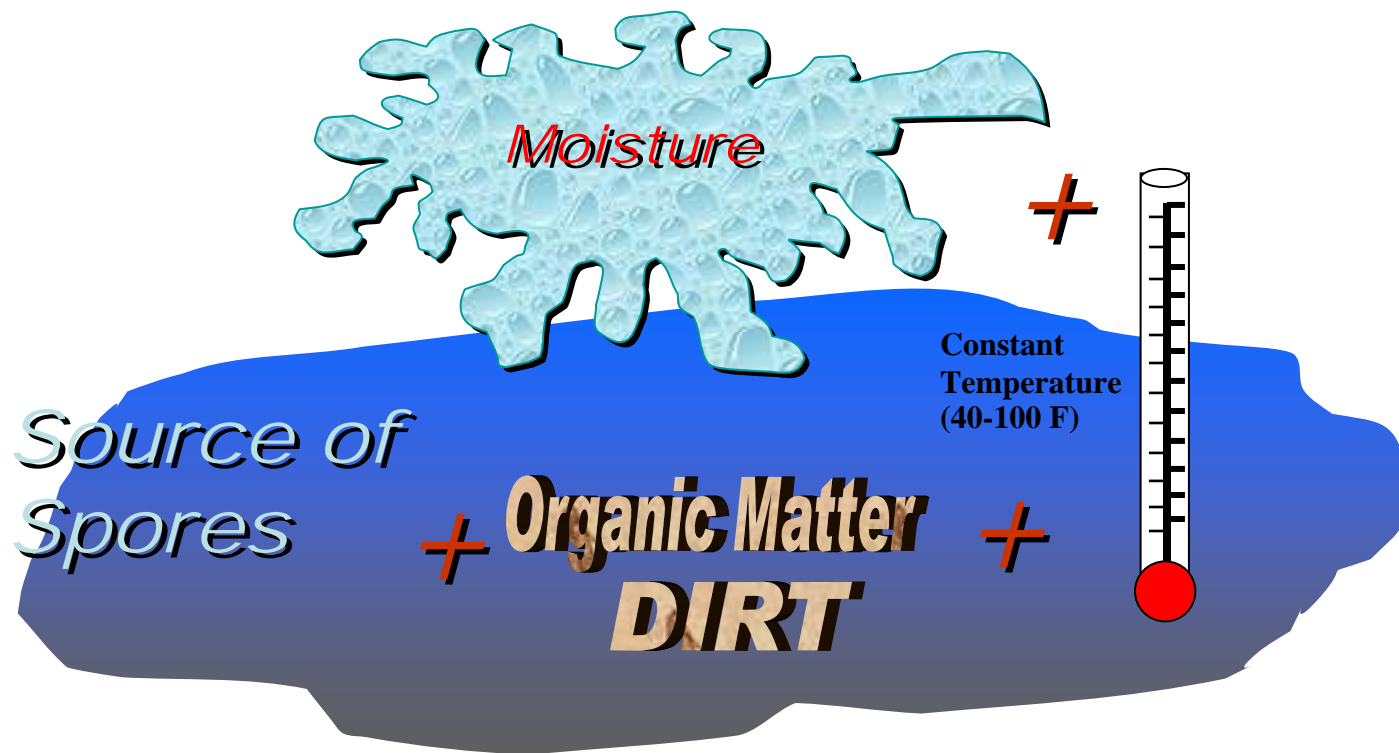 Moisture
+
Constant
Temperature
(40-100 F)
Source of
Spores
+
Organic Matter
DIRT
+